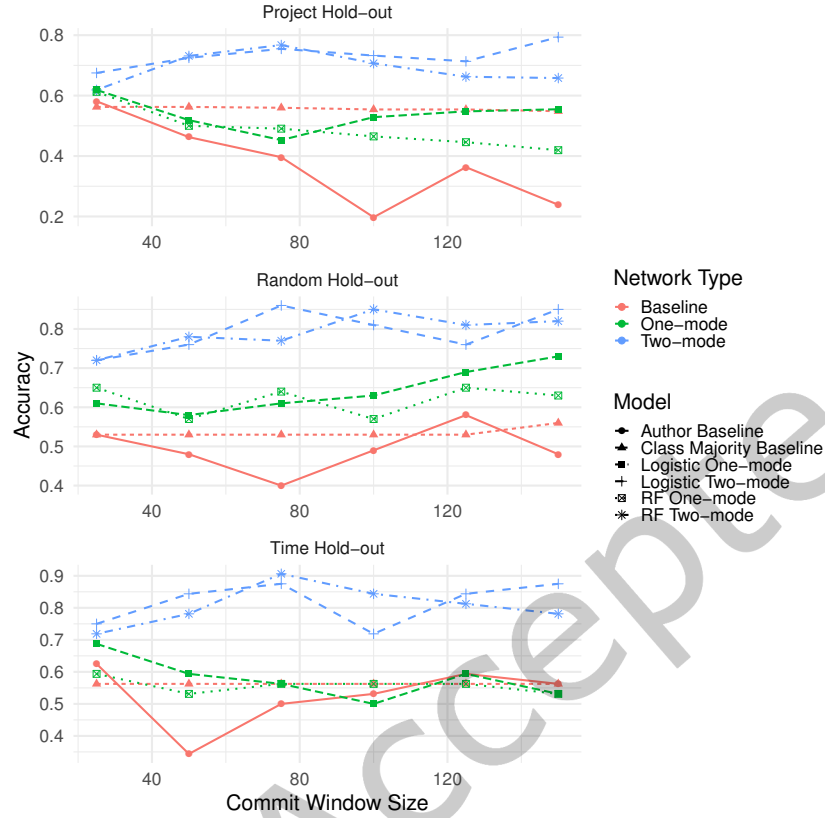 Project Hold−out
0.8
0.6
0.4
0.2
40 80 120
Random Hold−out
0.8
0.7
0.6
0.5
0.4
40 80 120
Time Hold−out
0.9
0.8
0.7
0.6
0.5
0.4
40 80 120
Accuracy
Commit Window Size
Network Type
Baseline
One−mode
Two−mode
Model
Author Baseline
Class Majority Baseline
Logistic One−mode
Logistic Two−mode
RF One−mode
RF Two−mode
Accepte